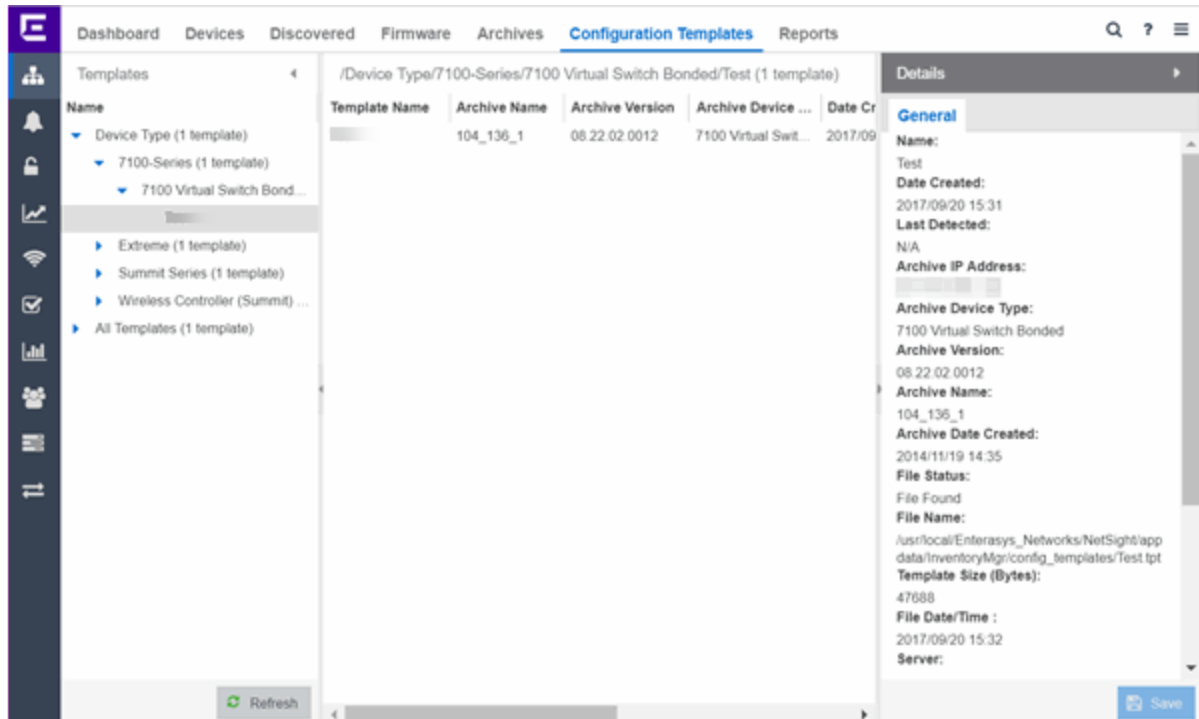 Dashboard Devices Discovered Firmware Archives Configuration Templates Reports ?
Templates
Name
Device Type (1 template)
7100-Series (1 template)
7100 Virtual Switch Bond...
Extreme (1 template)
Summit Series (1 template)
Wireless Controller (Summit) ...
All Templates (1 template)
Refresh
/Device Type/7100-Series/7100 Virtual Switch Bonded/Test (1 template)
Template Name Archive Name Archive Version Archive Device ... Date Cr
104_136_1 08.22.02.0012 7100 Virtual Swit... 2017/09
Details
General
Name:
Test
Date Created:
2017/09/20 15:31
Last Detected:
N/A
Archive IP Address:
Archive Device Type:
7100 Virtual Switch Bonded
Archive Version:
08.22.02.0012
Archive Name:
104_136_1
Archive Date Created:
2014/11/19 14:35
File Status:
File Found
File Name:
/usr/local/Enterasys_Networks/NetSight/app
data/InventoryMgr/config_templates/Test.tpt
Template Size (Bytes):
47688
File Date/Time :
2017/09/20 15:32
Server:
Save